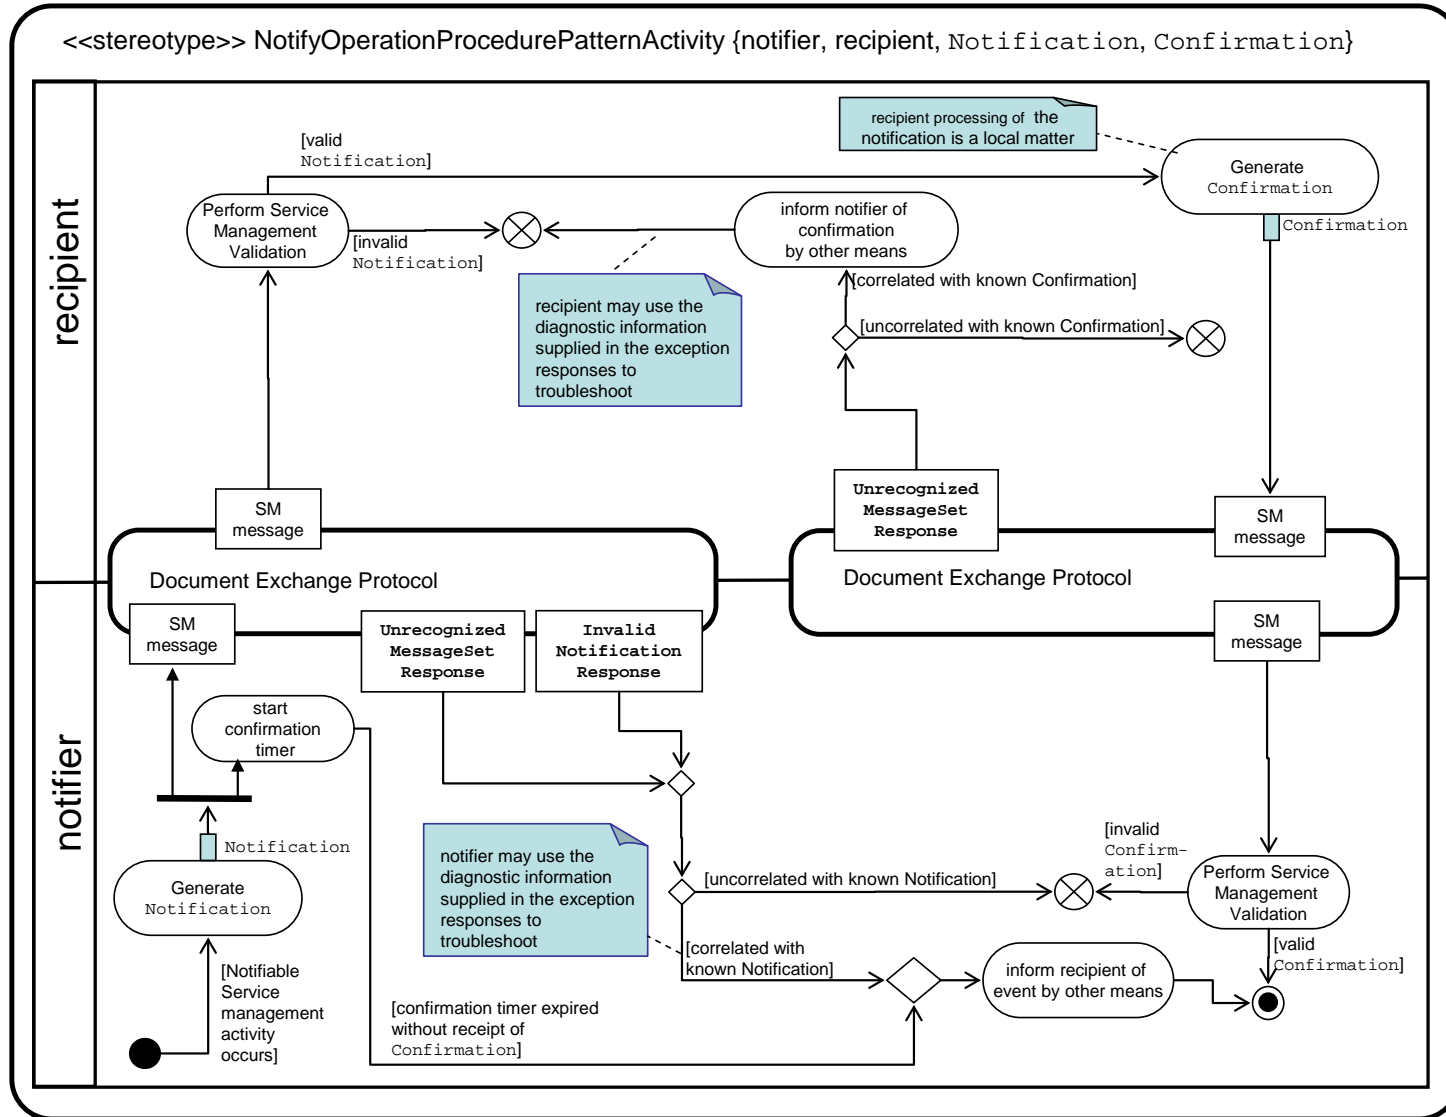 <<stereotype>> NotifyOperationProcedurePatternActivity {notifier, recipient, Notification, Confirmation}
recipient
recipient processing of the
notification is a local matter
[valid
Notification]
Generate
Confirmation
Perform Service
Management
Validation
[invalid
Notification]
inform notifier of
confirmation
by other means
Confirmation
recipient may use the
diagnostic information
supplied in the exception
responses to
troubleshoot
[correlated with known Confirmation]
[uncorrelated with known Confirmation]
SM
message
Unrecognized
MessageSet
Response
SM
message
Document Exchange Protocol
Document Exchange Protocol
notifier
SM
message
Unrecognized
MessageSet
Response
Invalid
Notification
Response
SM
message
start
confirmation
timer
Notification
Generate
Notification
notifier may use the
diagnostic information
supplied in the exception
responses to
troubleshoot
[uncorrelated with known Notification]
[invalid
Confirm-
ation]
Perform Service
Management
Validation
[correlated with
known Notification]
[valid
Confirmation]
inform recipient of
event by other means
[Notifiable
Service
management
activity
occurs]
[confirmation timer expired
without receipt of
Confirmation]